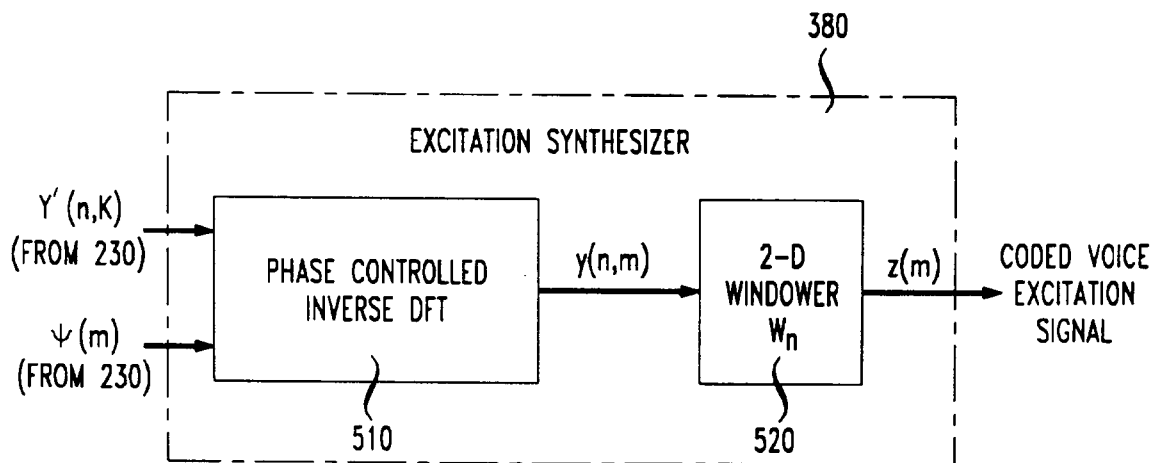 380
EXCITATION SYNTHESIZER
Y'(n,K)
(FROM 230)
ψ(m)
(FROM 230)
PHASE CONTROLLED
INVERSE DFT
510
y(n,m)
2-D
WINDOWER
Wn
520
z(m)
CODED VOICE
EXCITATION
SIGNAL